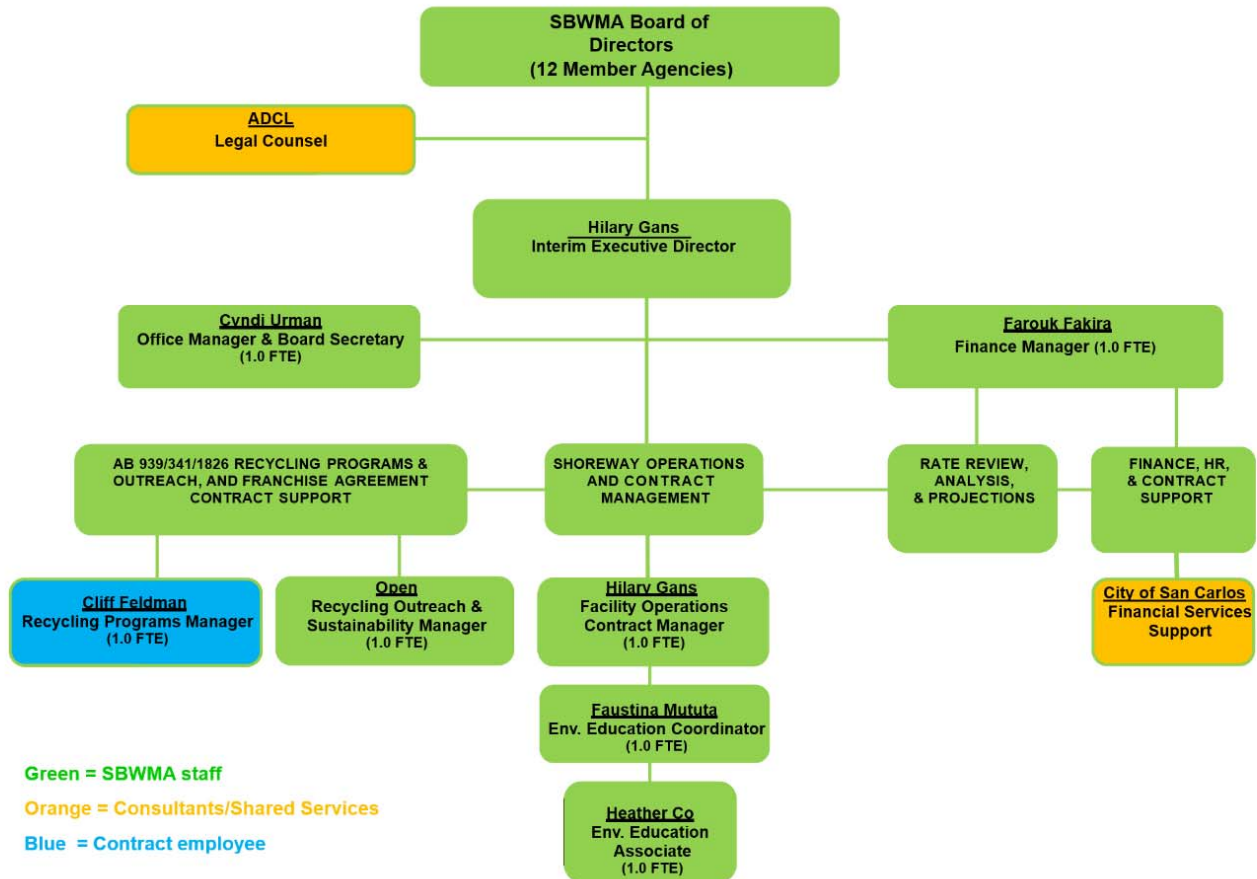 SBWMA Board of
Directors
(12 Member Agencies)
ADCL
Legal Counsel
Hilary Gans
Interim Executive Director
Cyndi Urman
Office Manager & Board Secretary
(1.0 FTE)
Farouk Fakira
Finance Manager (1.0 FTE)
AB 939/341/1826 RECYCLING PROGRAMS &
OUTREACH, AND FRANCHISE AGREEMENT
CONTRACT SUPPORT
SHOREWAY OPERATIONS
AND CONTRACT
MANAGEMENT
RATE REVIEW,
ANALYSIS,
& PROJECTIONS
FINANCE, HR,
& CONTRACT
SUPPORT
Cliff Feldman
Recycling Programs Manager
(1.0 FTE)
Open
Recycling Outreach &
Sustainability Manager
(1.0 FTE)
Hilary Gans
Facility Operations
Contract Manager
(1.0 FTE)
City of San Carlos
Financial Services
Support
Faustina Mututa
Env. Education Coordinator
(1.0 FTE)
Heather Co
Env. Education
Associate
(1.0 FTE)
Green = SBWMA staff
Orange = Consultants/Shared Services
Blue = Contract employee